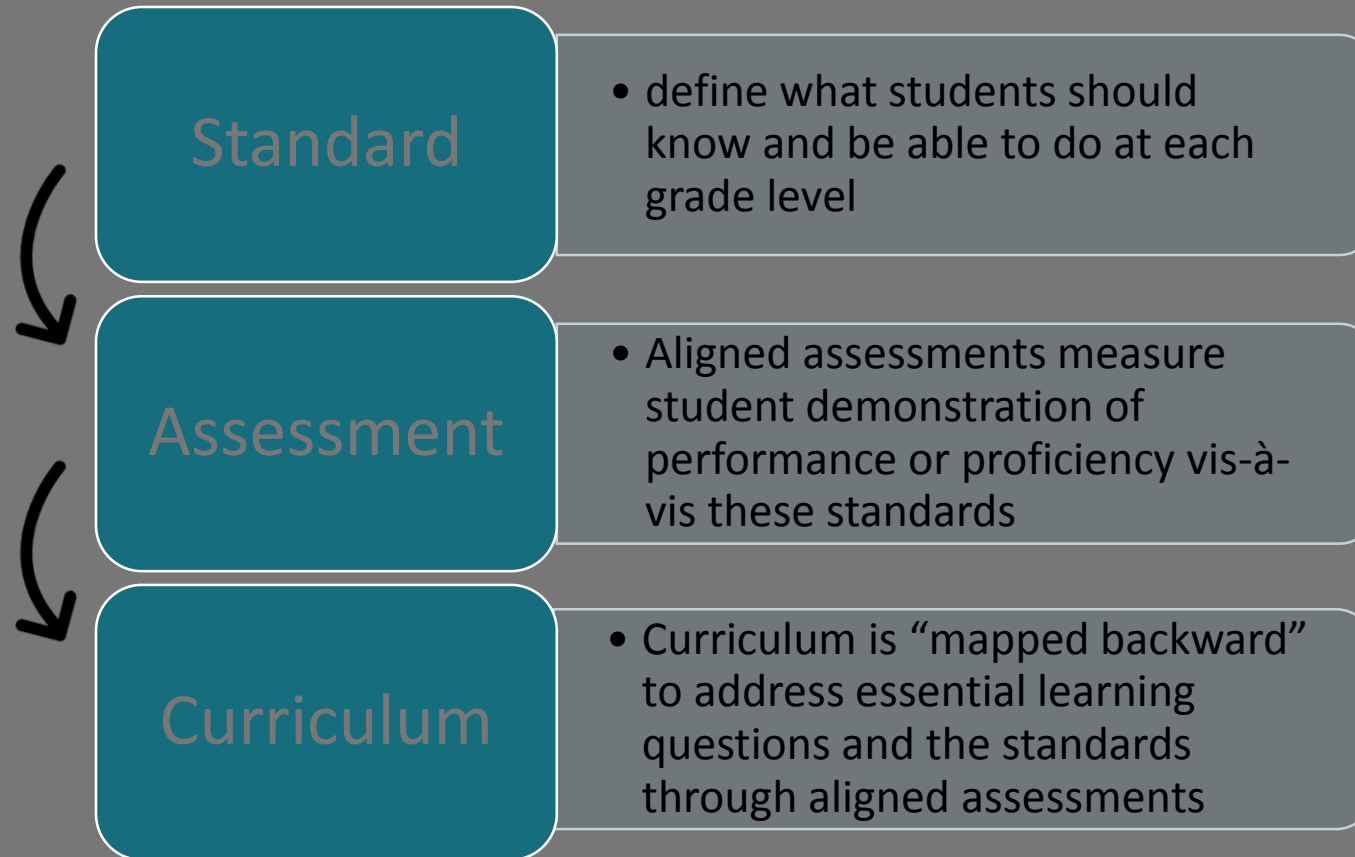 Standard
• define what students should
know and be able to do at each
grade level
Assessment
• Aligned assessments measure
student demonstration of
performance or proficiency vis-à-
vis these standards
Curriculum
• Curriculum is “mapped backward”
to address essential learning
questions and the standards
through aligned assessments